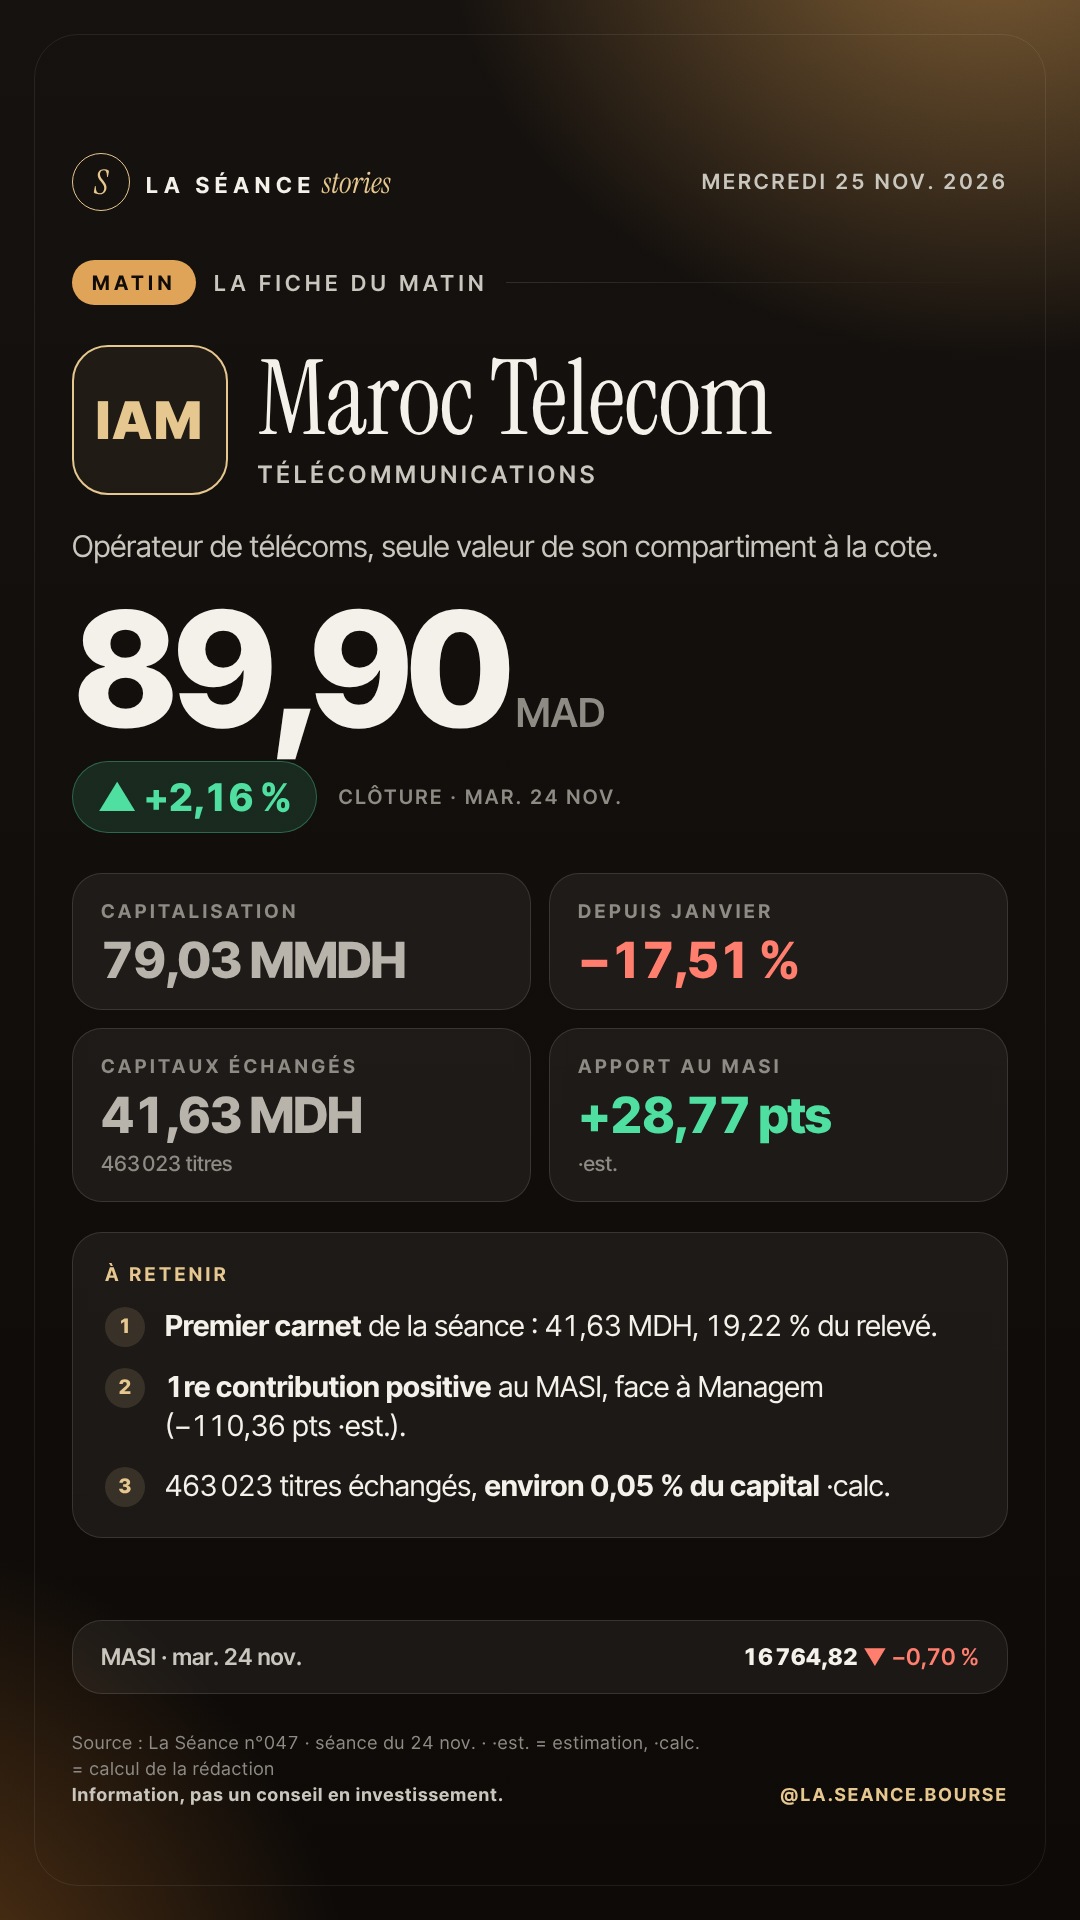 S LA SÉANCE stories
MERCREDI 25 NOV. 2026
MATIN LA FICHE DU MATIN
IAM
Maroc Telecom
TÉLÉCOMMUNICATIONS
Opérateur de télécoms, seule valeur de son compartiment à la cote.
89,90 MAD
▲ +2,16 % CLÔTURE · MAR. 24 NOV.
CAPITALISATION
79,03 MMDH
DEPUIS JANVIER
−17,51 %
CAPITAUX ÉCHANGÉS
41,63 MDH
463 023 titres
APPORT AU MASI
+28,77 pts
·est.
À RETENIR
1 Premier carnet de la séance : 41,63 MDH, 19,22 % du relevé.
2 1re contribution positive au MASI, face à Managem
(−110,36 pts ·est.).
3 463 023 titres échangés, environ 0,05 % du capital ·calc.
MASI · mar. 24 nov. 16 764,82 ▼ −0,70 %
Source : La Séance n°047 · séance du 24 nov. · ·est. = estimation, ·calc.
= calcul de la rédaction
Information, pas un conseil en investissement.
@LA.SEANCE.BOURSE